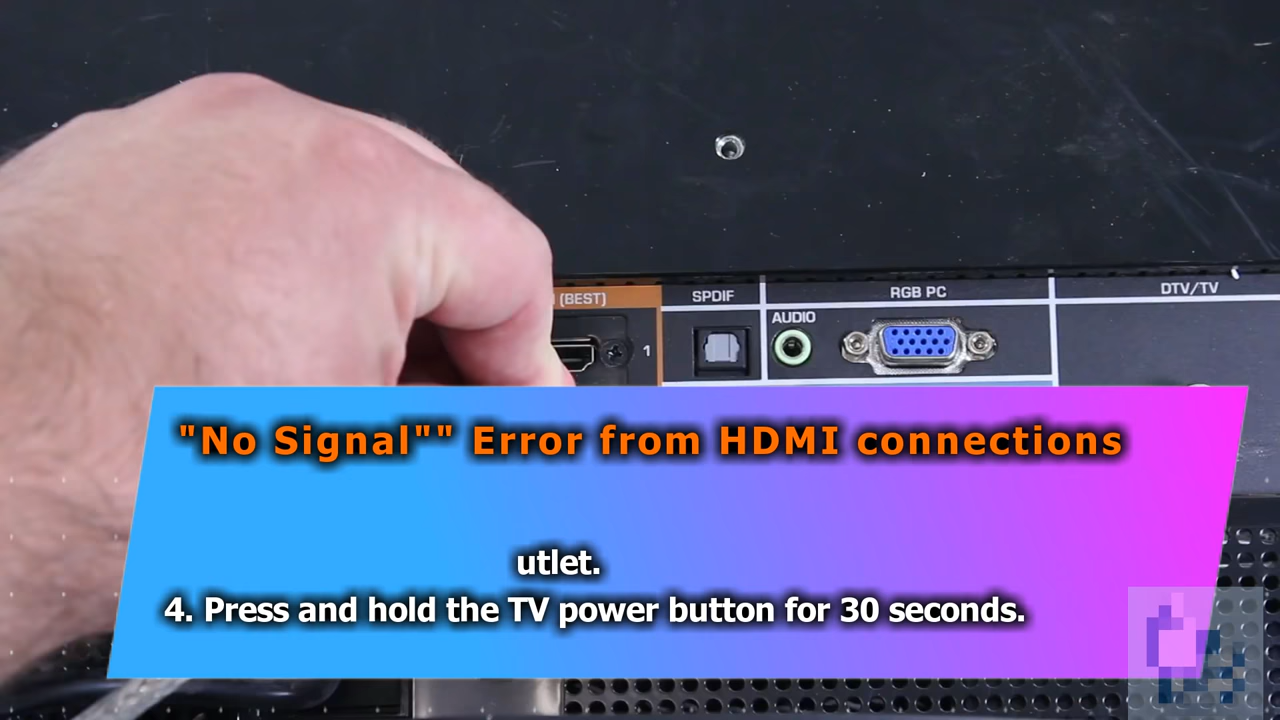 (BEST)
SPDIF
RGB PC
DTV/TV
AUDIO
1
"No Signal"" Error from HDMI connections
utlet.
4. Press and hold the TV power button for 30 seconds.